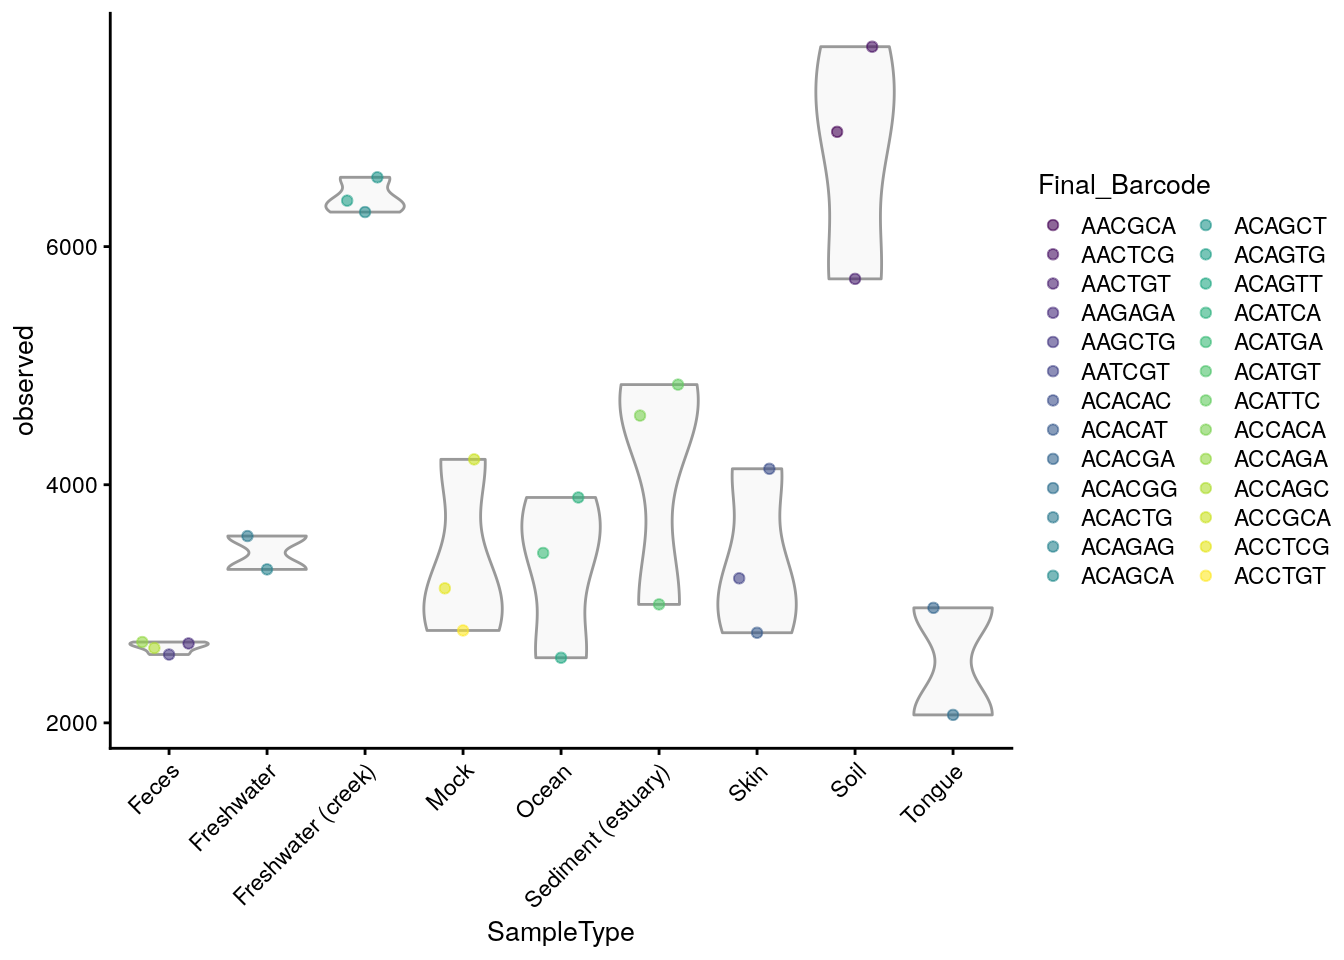 observed
6000
4000
2000
Feces
Freshwater
Freshwater (creek)
Mock
Ocean
Sediment (estuary)
Skin
Soil
Tongue
SampleType
Final_Barcode
AACGCA
AACTCG
AACTGT
AAGAGA
AAGCTG
AATCGT
ACACAC
ACACAT
ACACGA
ACACGG
ACACTG
ACAGAG
ACAGCA
ACAGCT
ACAGTG
ACAGTT
ACATCA
ACATGA
ACATGT
ACATTC
ACCACA
ACCAGA
ACCAGC
ACCGCA
ACCTCG
ACCTGT